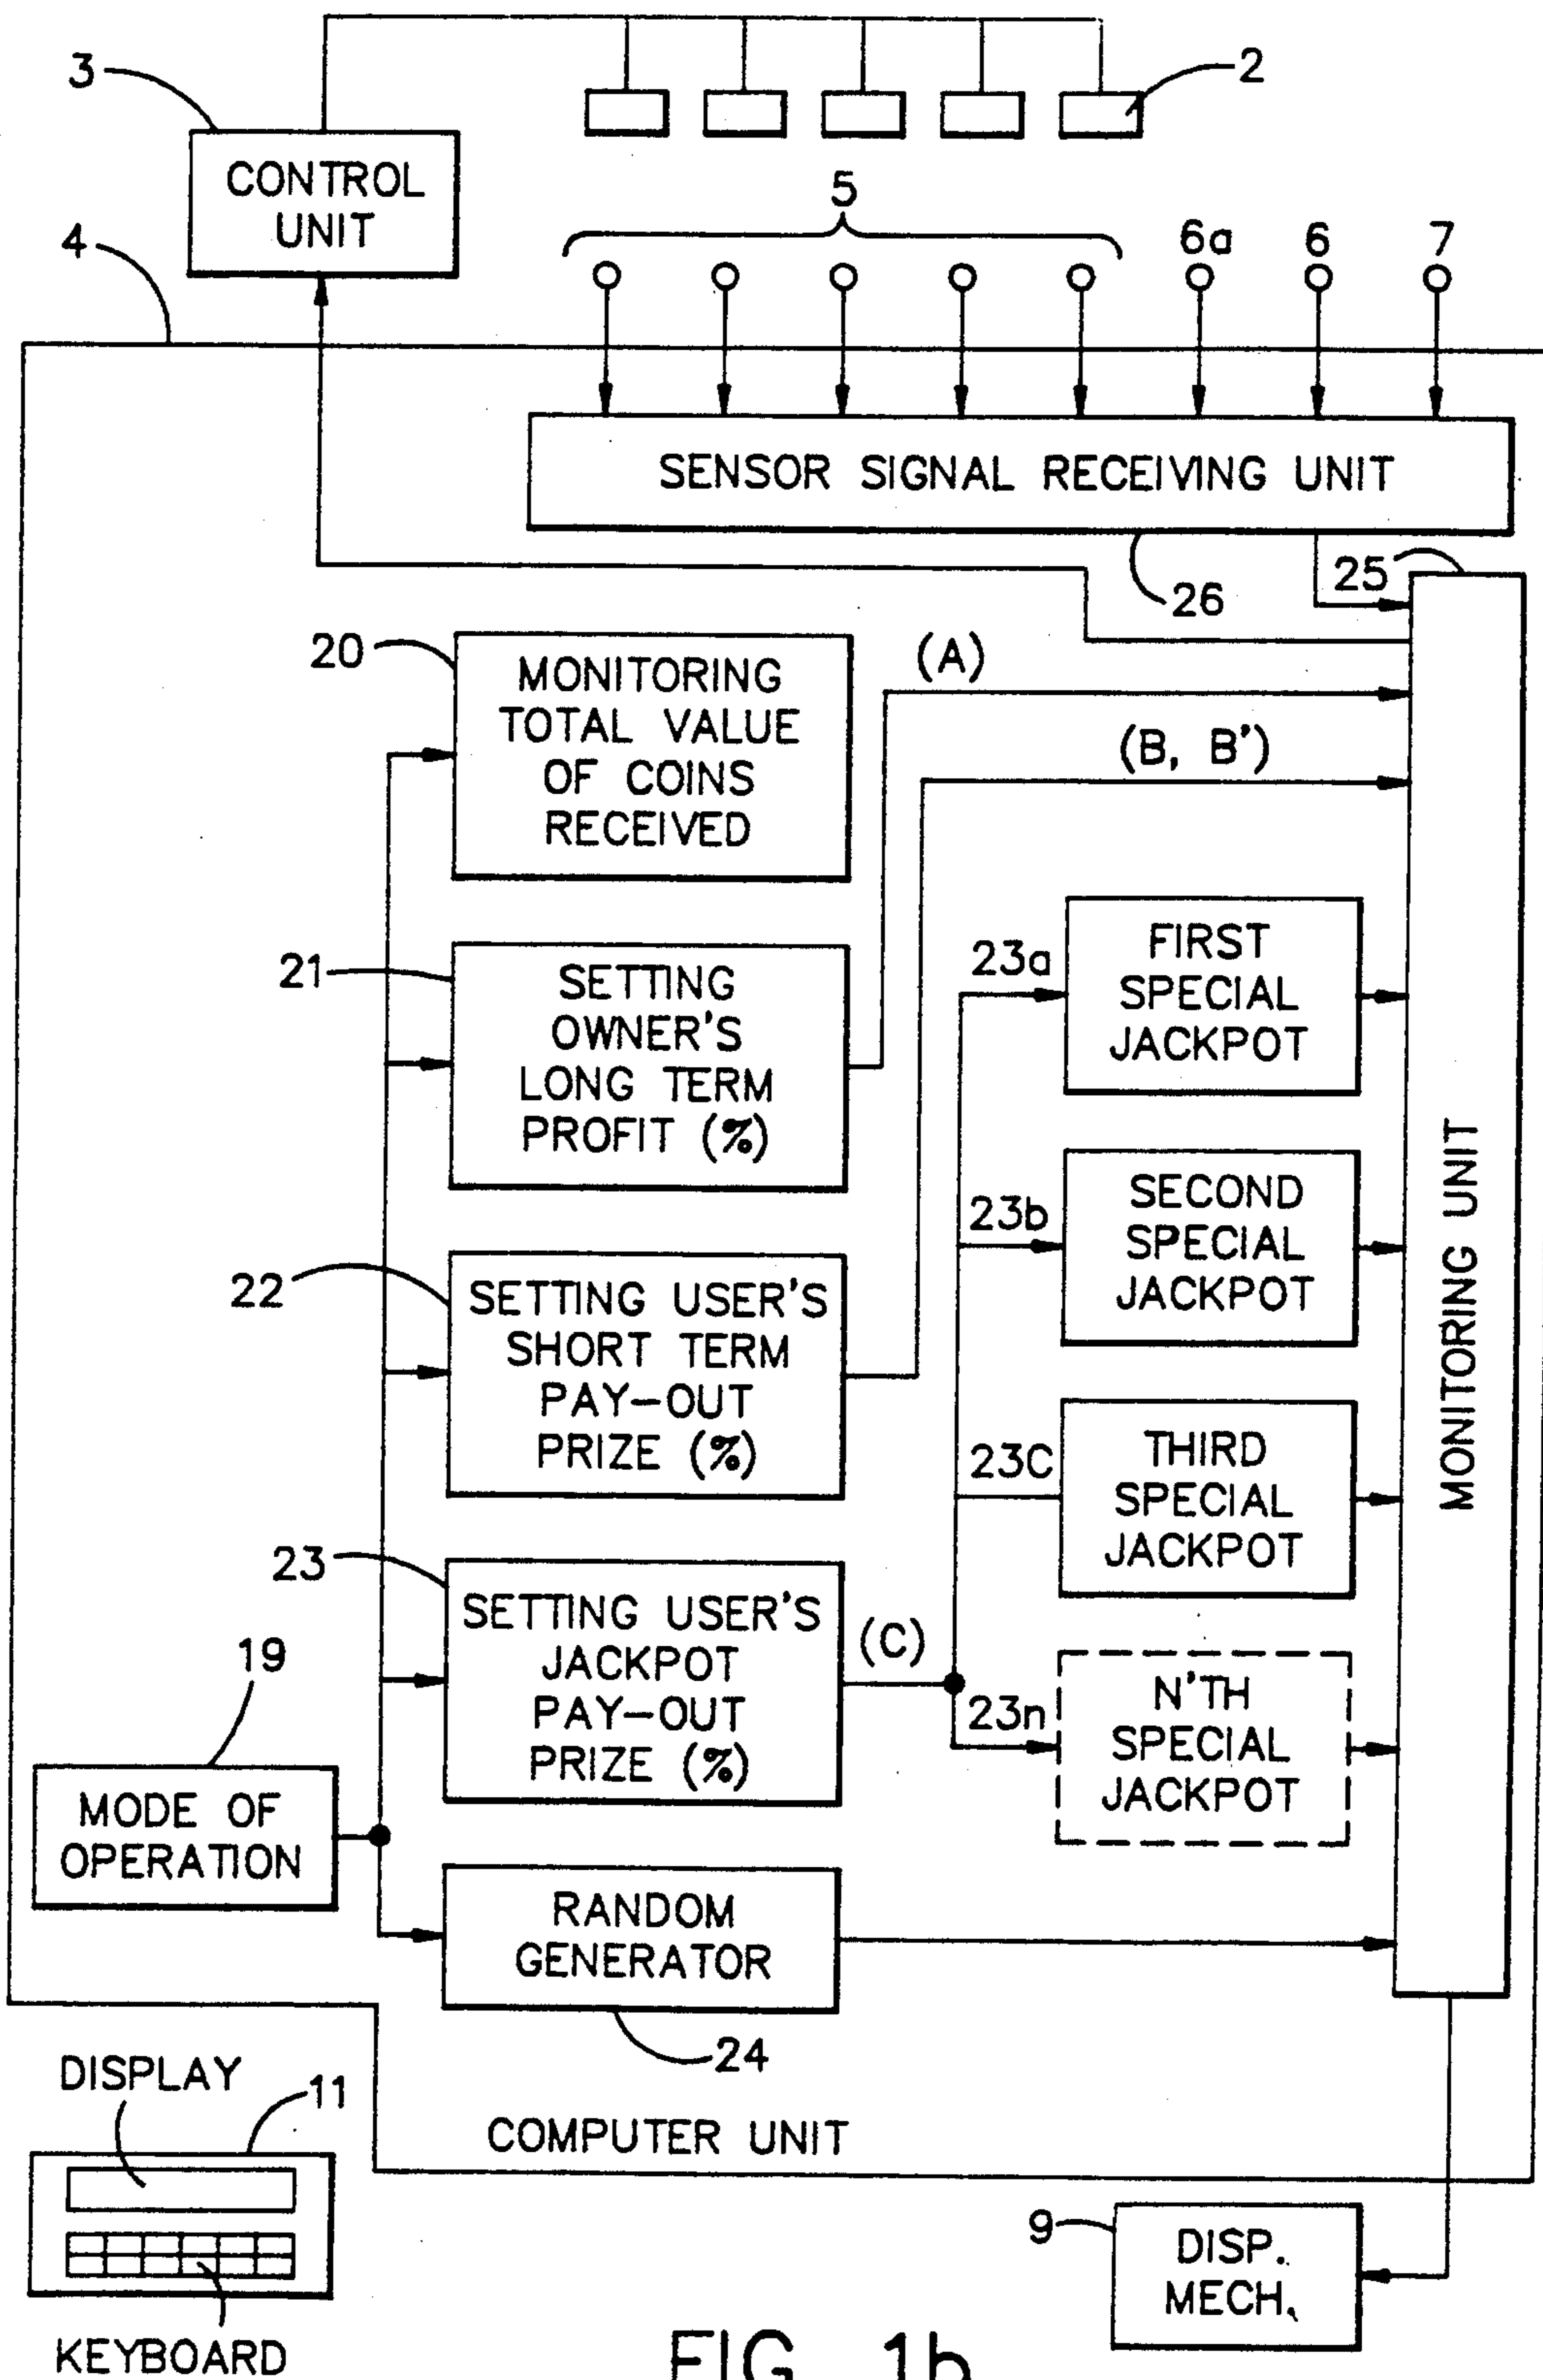 3
2
CONTROL
UNIT
4
5
6a
6
7
SENSOR SIGNAL RECEIVING UNIT
26
25
20
MONITORING
TOTAL VALUE
OF COINS
RECEIVED
(A)
(B, B')
21
SETTING
OWNER'S
LONG TERM
PROFIT (%)
23a
FIRST
SPECIAL
JACKPOT
22
SETTING USER'S
SHORT TERM
PAY-OUT
PRIZE (%)
23b
SECOND
SPECIAL
JACKPOT
MONITORING UNIT
23C
THIRD
SPECIAL
JACKPOT
23
SETTING USER'S
JACKPOT
PAY-OUT
PRIZE (%)
(C)
23n
N'TH
SPECIAL
JACKPOT
19
MODE OF
OPERATION
RANDOM
GENERATOR
24
DISPLAY
11
COMPUTER UNIT
KEYBOARD
9
DISP.
MECH.
FIG. 1b